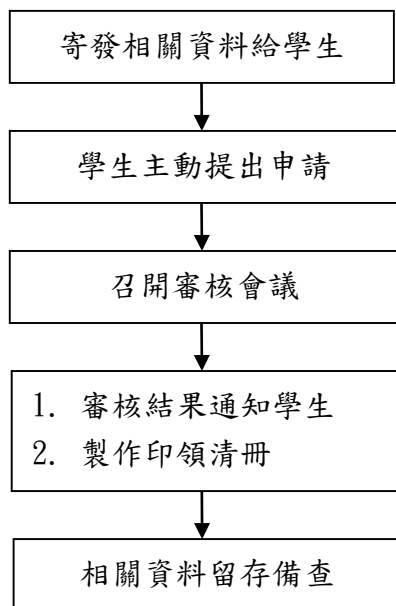 寄發相關資料給學生
學生主動提出申請
召開審核會議
1. 審核結果通知學生
2. 製作印領清冊
相關資料留存備查